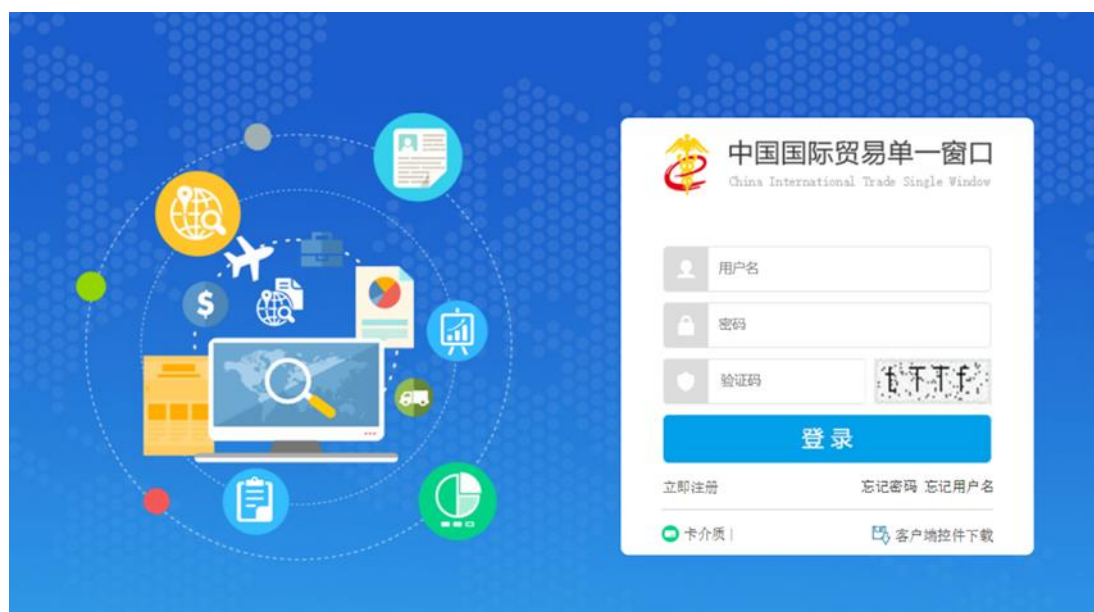 中国国际贸易单一窗口
China International Trade Single Window
用户名
密码
验证码
登录
立即注册 忘记密码 忘记用户名
卡介质| 客户端控件下载